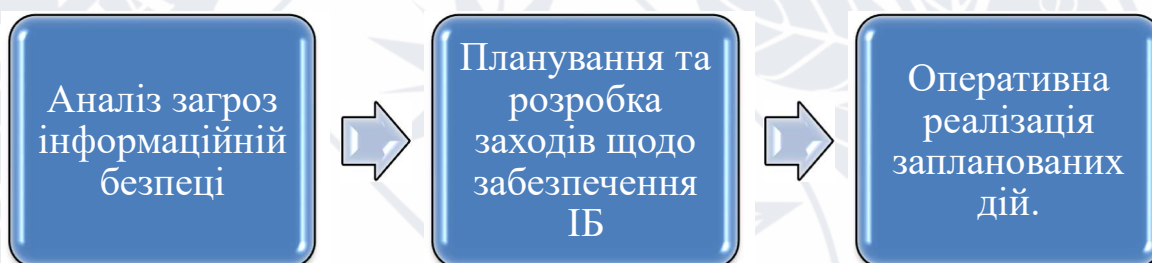 Аналіз загроз
інформаційній
безпеці
Планування та
розробка
заходів щодо
забезпечення
ІБ
Оперативна
реалізація
запланованих
дій.